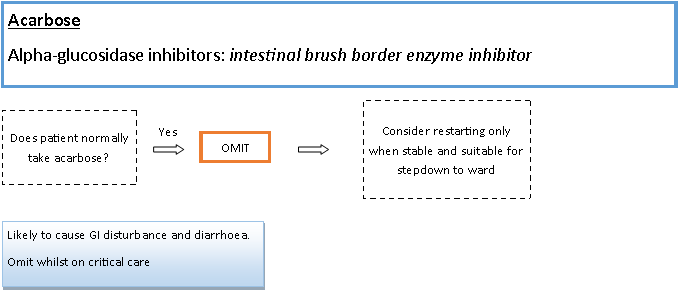 Acarbose
Alpha-glucosidase inhibitors: intestinal brush border enzyme inhibitor
Does patient normally
take acarbose?
Yes
OMIT
Consider restarting only
when stable and suitable for
stepdown to ward
Likely to cause GI disturbance and diarrhoea.
Omit whilst on critical care